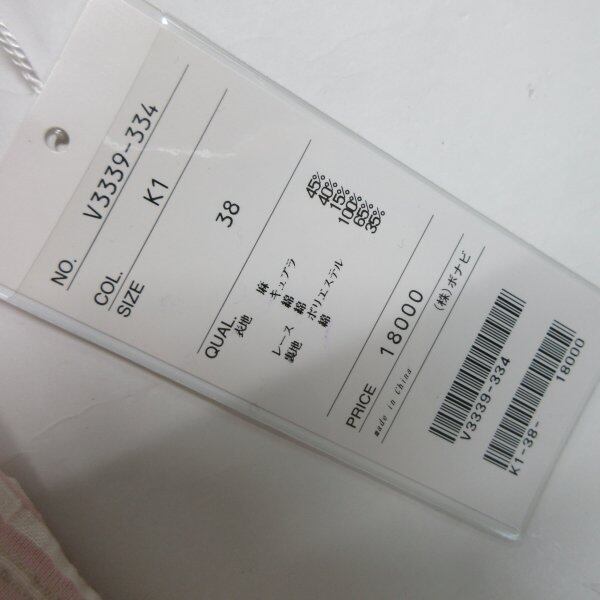 NO. V3339-334
COL. K1
SIZE 38
QUAL.
表地 麻 45%
キュプラ 40%
綿 15%
レース 綿 100%
裏地 ポリエステル 65%
綿 35%
PRICE 18000
made in China (株)ボナビ
V3339-334
K1-38- 18000